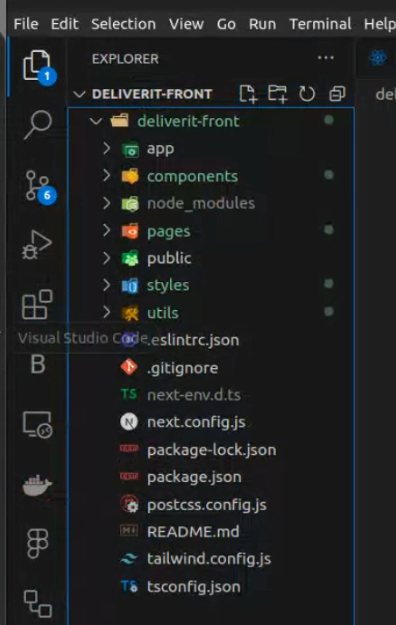 File Edit Selection View Go Run Terminal Help
EXPLORER ...
DELIVERIT-FRONT
1
deliverit-front
app
components
node_modules
6
pages
public
styles
utils
Visual Studio Code
.eslintrc.json
B
.gitignore
TS next-env.d.ts
N next.config.js
package-lock.json
package.json
postcss.config.js
README.md
tailwind.config.js
TS tsconfig.json